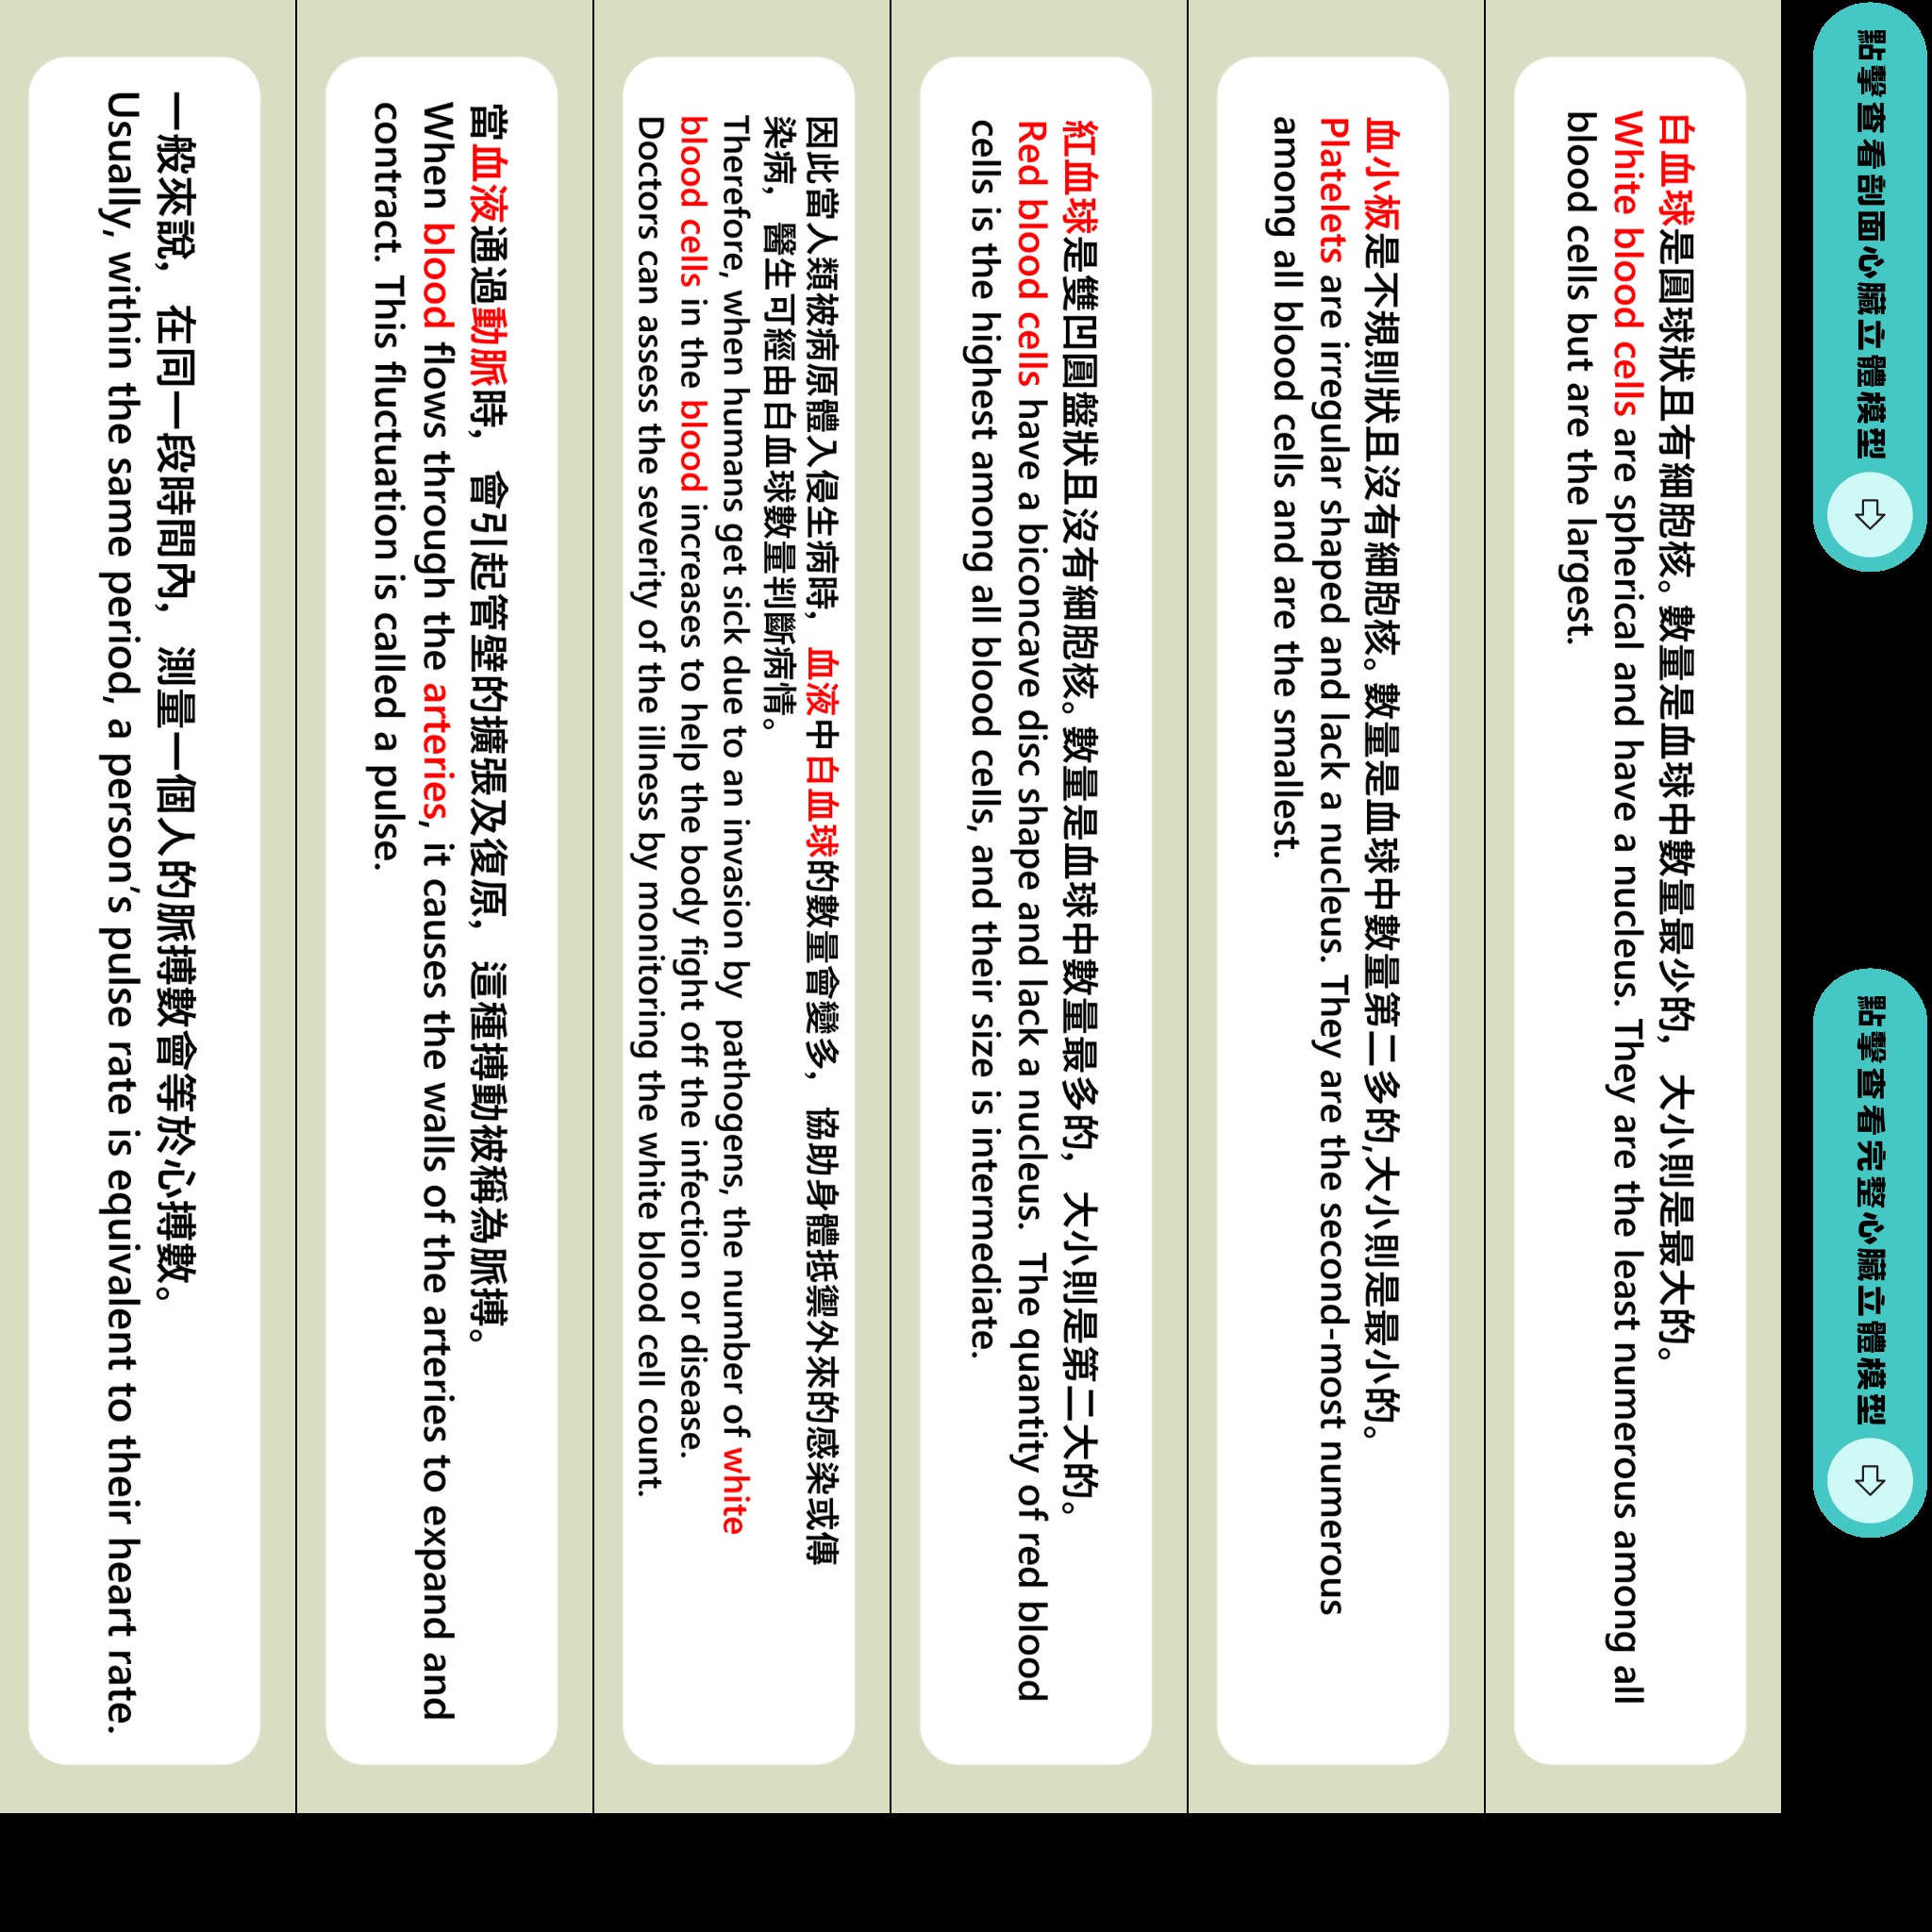 點擊查看剖面心臟立體模型
點擊查看完整心臟立體模型
白血球是圓球狀且有細胞核。數量是血球中數量最少的，大小則是最大的。
White blood cells are spherical and have a nucleus. They are the least numerous among all
blood cells but are the largest.
血小板是不規則狀且沒有細胞核。數量是血球中數量第二多的,大小則是最小的。
Platelets are irregular shaped and lack a nucleus. They are the second-most numerous
among all blood cells and are the smallest.
紅血球是雙凹圓盤狀且沒有細胞核。數量是血球中數量最多的，大小則是第二大的。
Red blood cells have a biconcave disc shape and lack a nucleus. The quantity of red blood
cells is the highest among all blood cells, and their size is intermediate.
因此當人類被病原體入侵生病時，血液中白血球的數量會變多，協助身體抵禦外來的感染或傳
染病，醫生可經由白血球數量判斷病情。
Therefore, when humans get sick due to an invasion by pathogens, the number of white
blood cells in the blood increases to help the body fight off the infection or disease.
Doctors can assess the severity of the illness by monitoring the white blood cell count.
當血液通過動脈時，會引起管壁的擴張及復原，這種搏動被稱為脈搏。
When blood flows through the arteries, it causes the walls of the arteries to expand and
contract. This fluctuation is called a pulse.
一般來說，在同一段時間內，測量一個人的脈搏數會等於心搏數。
Usually, within the same period, a person’s pulse rate is equivalent to their heart rate.